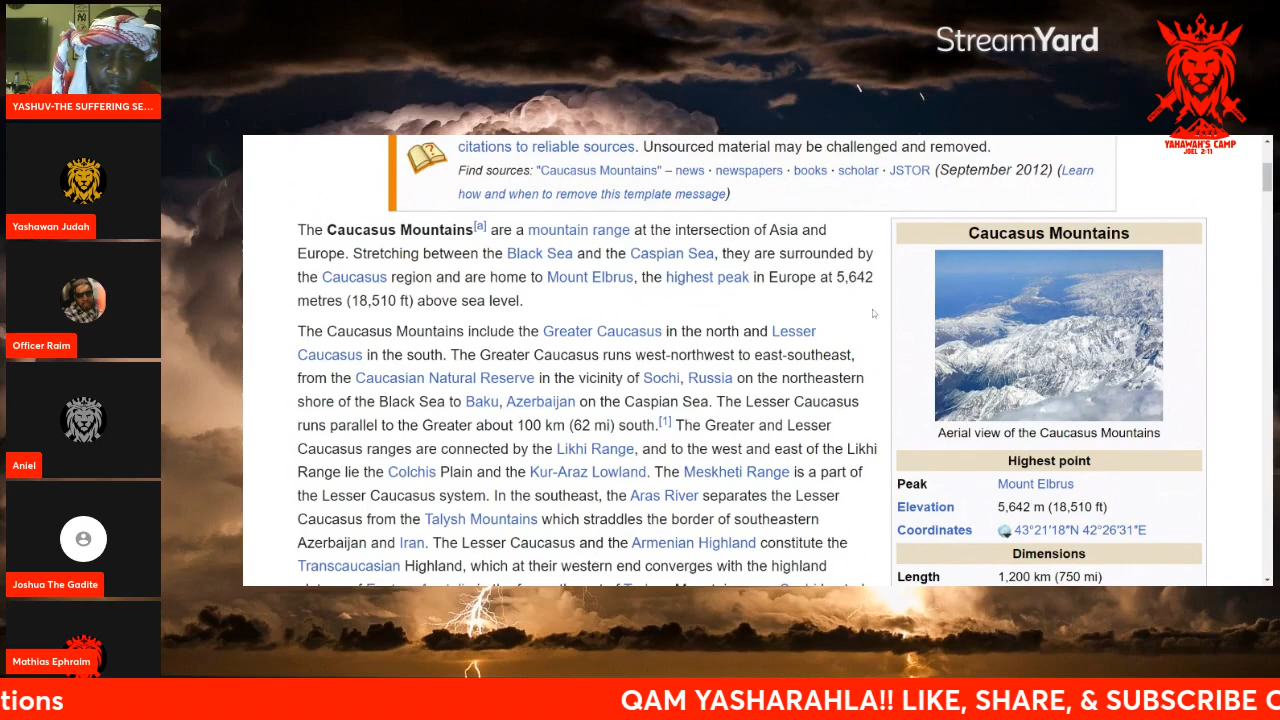 StreamYard
YAHAWAH'S CAMP
JOEL 2:11
YASHUV-THE SUFFERING SE...
Yashawan Judah
Officer Raim
Aniel
Joshua The Gadite
Mathias Ephraim
citations to reliable sources. Unsourced material may be challenged and removed.
Find sources: "Caucasus Mountains" – news · newspapers · books · scholar · JSTOR (September 2012) (Learn
how and when to remove this template message)
The Caucasus Mountains[a] are a mountain range at the intersection of Asia and
Europe. Stretching between the Black Sea and the Caspian Sea, they are surrounded by
the Caucasus region and are home to Mount Elbrus, the highest peak in Europe at 5,642
metres (18,510 ft) above sea level.
The Caucasus Mountains include the Greater Caucasus in the north and Lesser
Caucasus in the south. The Greater Caucasus runs west-northwest to east-southeast,
from the Caucasian Natural Reserve in the vicinity of Sochi, Russia on the northeastern
shore of the Black Sea to Baku, Azerbaijan on the Caspian Sea. The Lesser Caucasus
runs parallel to the Greater about 100 km (62 mi) south.[1] The Greater and Lesser
Caucasus ranges are connected by the Likhi Range, and to the west and east of the Likhi
Range lie the Colchis Plain and the Kur-Araz Lowland. The Meskheti Range is a part of
the Lesser Caucasus system. In the southeast, the Aras River separates the Lesser
Caucasus from the Talysh Mountains which straddles the border of southeastern
Azerbaijan and Iran. The Lesser Caucasus and the Armenian Highland constitute the
Transcaucasian Highland, which at their western end converges with the highland
Caucasus Mountains
Aerial view of the Caucasus Mountains
Highest point
Peak Mount Elbrus
Elevation 5,642 m (18,510 ft)
Coordinates 43°21′18″N 42°26′31″E
Dimensions
Length 1,200 km (750 mi)
tions QAM YASHARAHLA!! LIKE, SHARE, & SUBSCRIBE